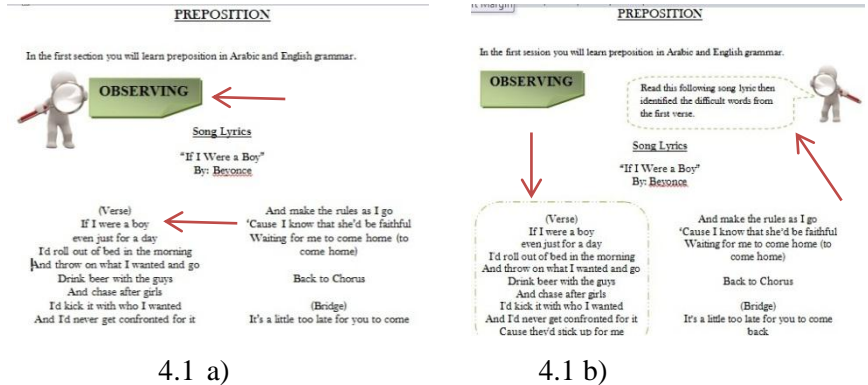 PREPOSITION
In the first section you will learn preposition in Arabic and English grammar.
OBSERVING
Song Lyrics
"If I Were a Boy"
By: Beyonce
(Verse)
If I were a boy
even just for a day
I'd roll out of bed in the morning
And throw on what I wanted and go
Drink beer with the guys
And chase after girls
I'd kick it with who I wanted
And I'd never get confronted for it
And make the rules as I go
'Cause I know that she'd be faithful
Waiting for me to come home (to
come home)
Back to Chorus
(Bridge)
It's a little too late for you to come
4.1 a)
t Margin
PREPOSITION
In the first session you will learn preposition in Arabic and English grammar.
OBSERVING
Read this following song lyric then
identified the difficult words from
the first verse.
Song Lyrics
"If I Were a Boy"
By: Beyonce
(Verse)
If I were a boy
even just for a day
I'd roll out of bed in the morning
And throw on what I wanted and go
Drink beer with the guys
And chase after girls
I'd kick it with who I wanted
And I'd never get confronted for it
Cause they'd stick up for me
And make the rules as I go
'Cause I know that she'd be faithful
Waiting for me to come home (to
come home)
Back to Chorus
(Bridge)
It's a little too late for you to come
back
4.1 b)